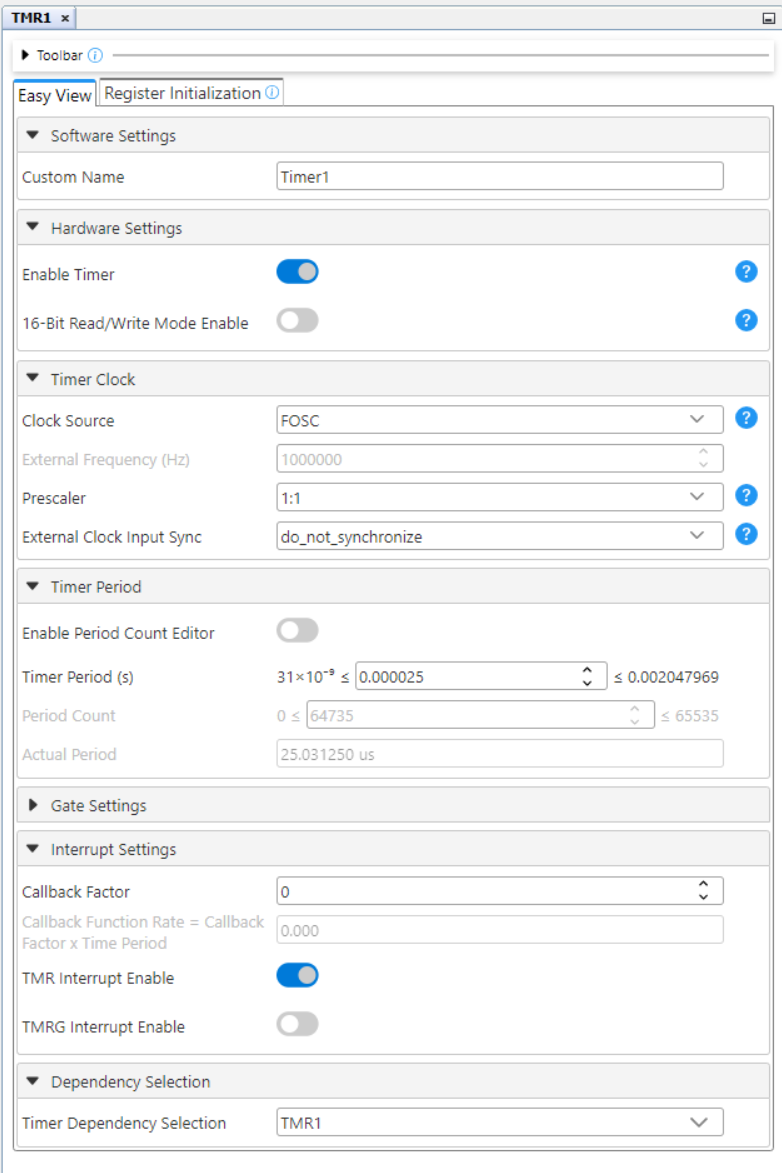 TMR1 ×
Toolbar
Easy View Register Initialization
Software Settings
Custom Name Timer1
Hardware Settings
Enable Timer ?
16-Bit Read/Write Mode Enable ?
Timer Clock
Clock Source FOSC ?
External Frequency (Hz) 1000000
Prescaler 1:1 ?
External Clock Input Sync do_not_synchronize ?
Timer Period
Enable Period Count Editor
Timer Period (s) 31×10⁻⁹ ≤ 0.000025 ≤ 0.002047969
Period Count 0 ≤ 64735 ≤ 65535
Actual Period 25.031250 us
Gate Settings
Interrupt Settings
Callback Factor 0
Callback Function Rate = Callback
Factor x Time Period 0.000
TMR Interrupt Enable
TMRG Interrupt Enable
Dependency Selection
Timer Dependency Selection TMR1